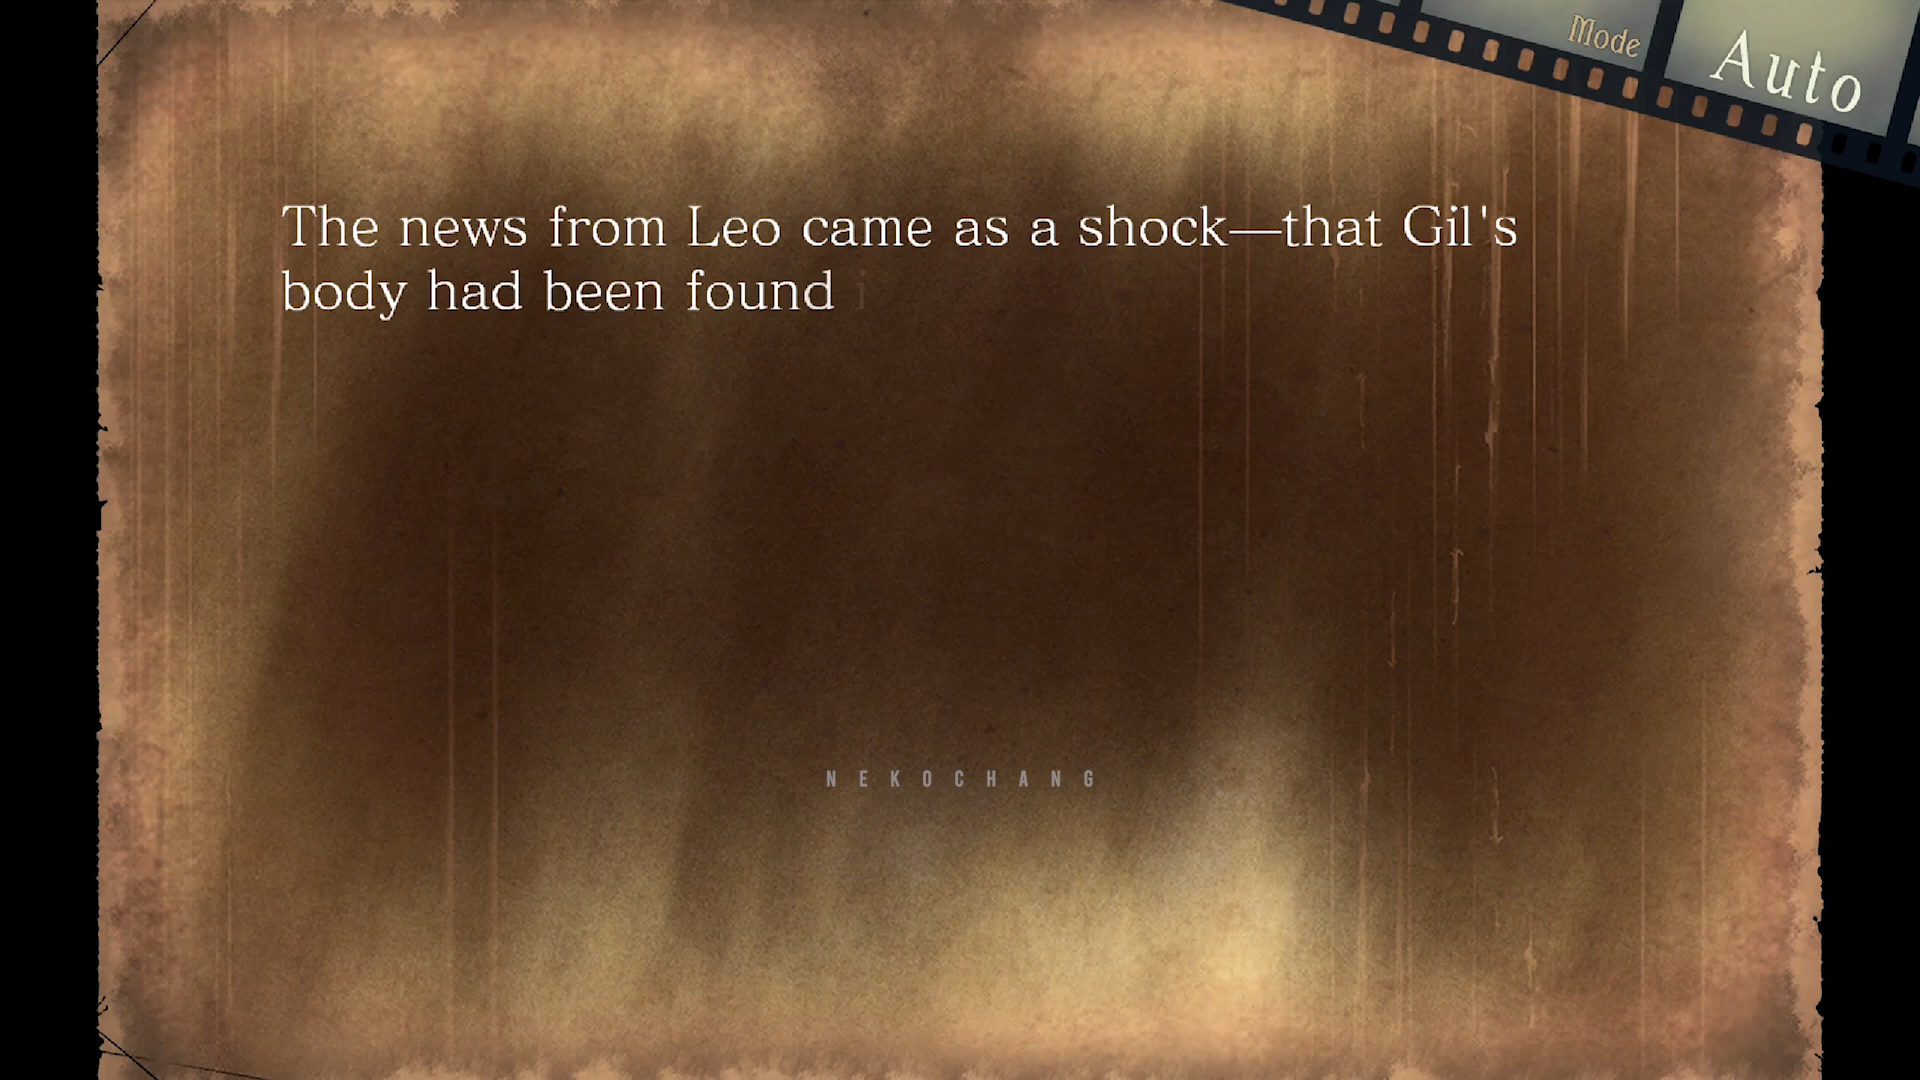 Mode
Auto
The news from Leo came as a shock—that Gil's
body had been found i
NEKOCHANG